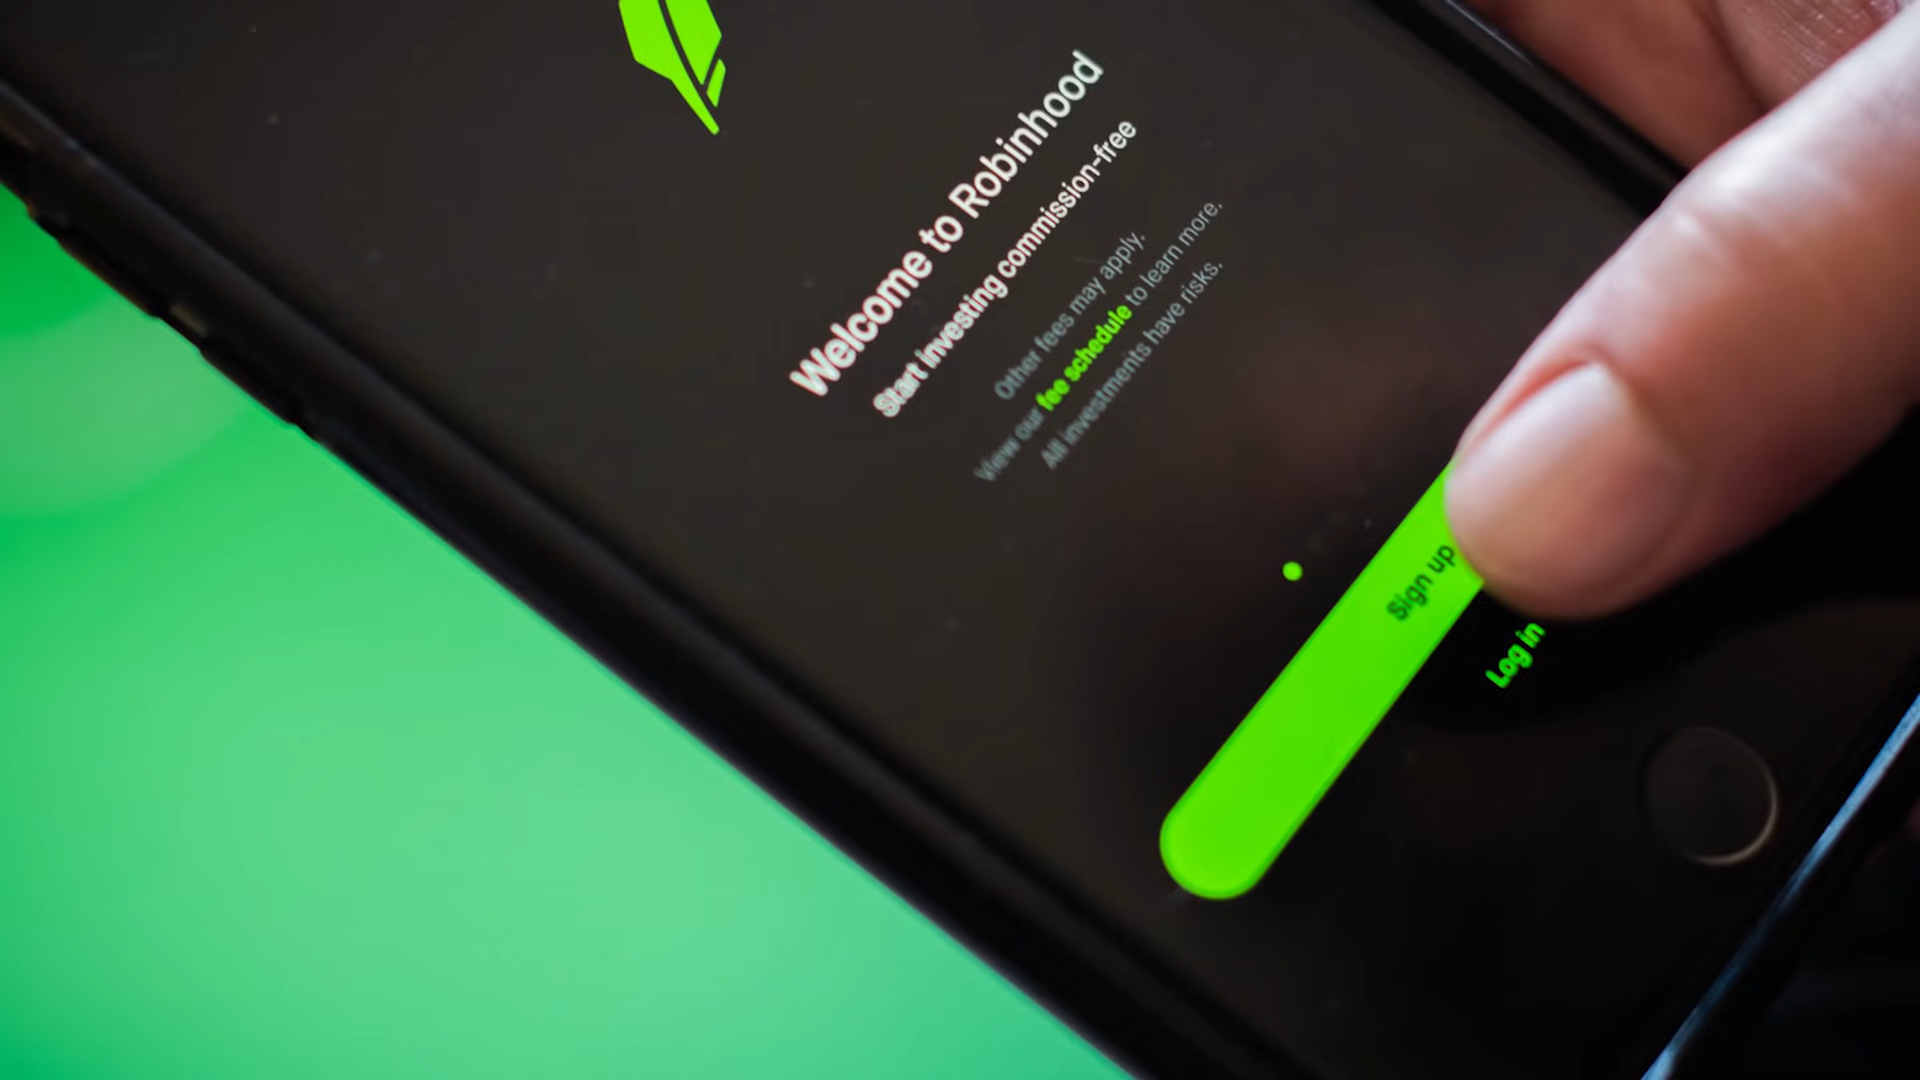 Welcome to Robinhood
Start investing commission-free
Other fees may apply.
View our fee schedule to learn more.
All investments have risks.
Sign up
Log in